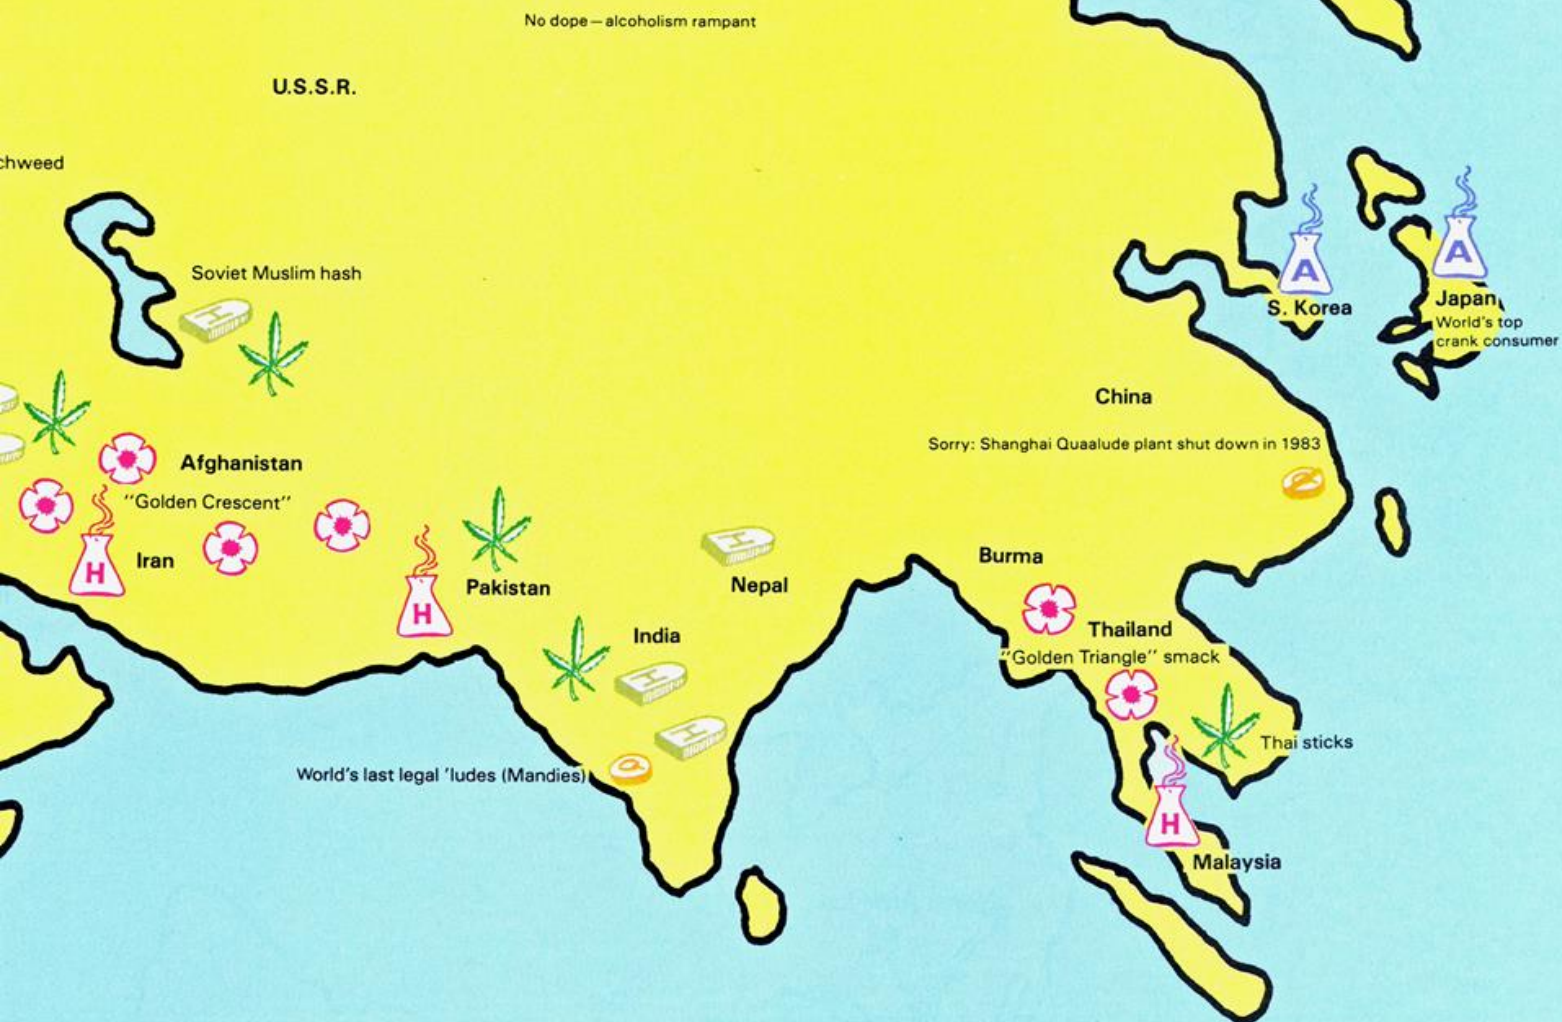 No dope—alcoholism rampant
U.S.S.R.
chweed
Soviet Muslim hash
A
A
S. Korea
Japan
World's top
crank consumer
China
Sorry: Shanghai Quaalude plant shut down in 1983
Afghanistan
"Golden Crescent"
H
Iran
H
Pakistan
H
Nepal
Burma
India
H
H
Thailand
"Golden Triangle" smack
Thai sticks
World's last legal 'ludes (Mandies)
H
Malaysia
H